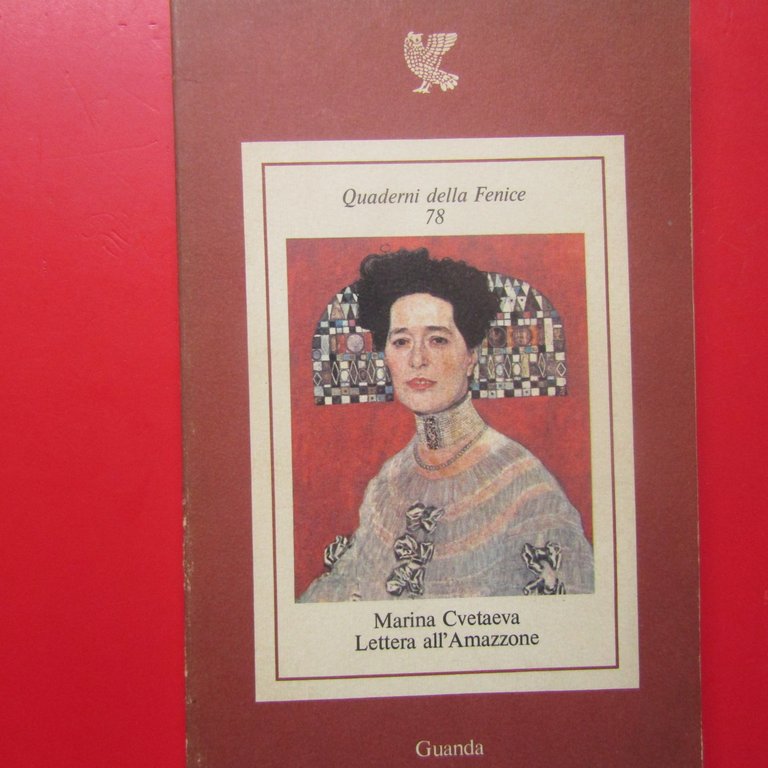 Quaderni della Fenice
78
Marina Cvetaeva
Lettera all'Amazzone
Guanda